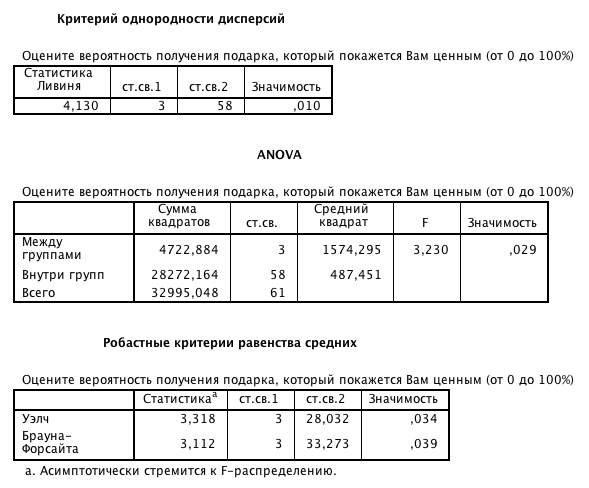 Критерий однородности дисперсий
Оцените вероятность получения подарка, который покажется Вам ценным (от 0 до 100%)
Статистика Ливиня ст.св.1 ст.св.2 Значимость
4,130 3 58 ,010
ANOVA
Оцените вероятность получения подарка, который покажется Вам ценным (от 0 до 100%)
Сумма квадратов ст.св. Средний квадрат F Значимость
Между группами 4722,884 3 1574,295 3,230 ,029
Внутри групп 28272,164 58 487,451
Всего 32995,048 61
Робастные критерии равенства средних
Оцените вероятность получения подарка, который покажется Вам ценным (от 0 до 100%)
Статистикаa ст.св.1 ст.св.2 Значимость
Уэлч 3,318 3 28,032 ,034
Брауна-Форсайта 3,112 3 33,273 ,039
a. Асимптотически стремится к F-распределению.